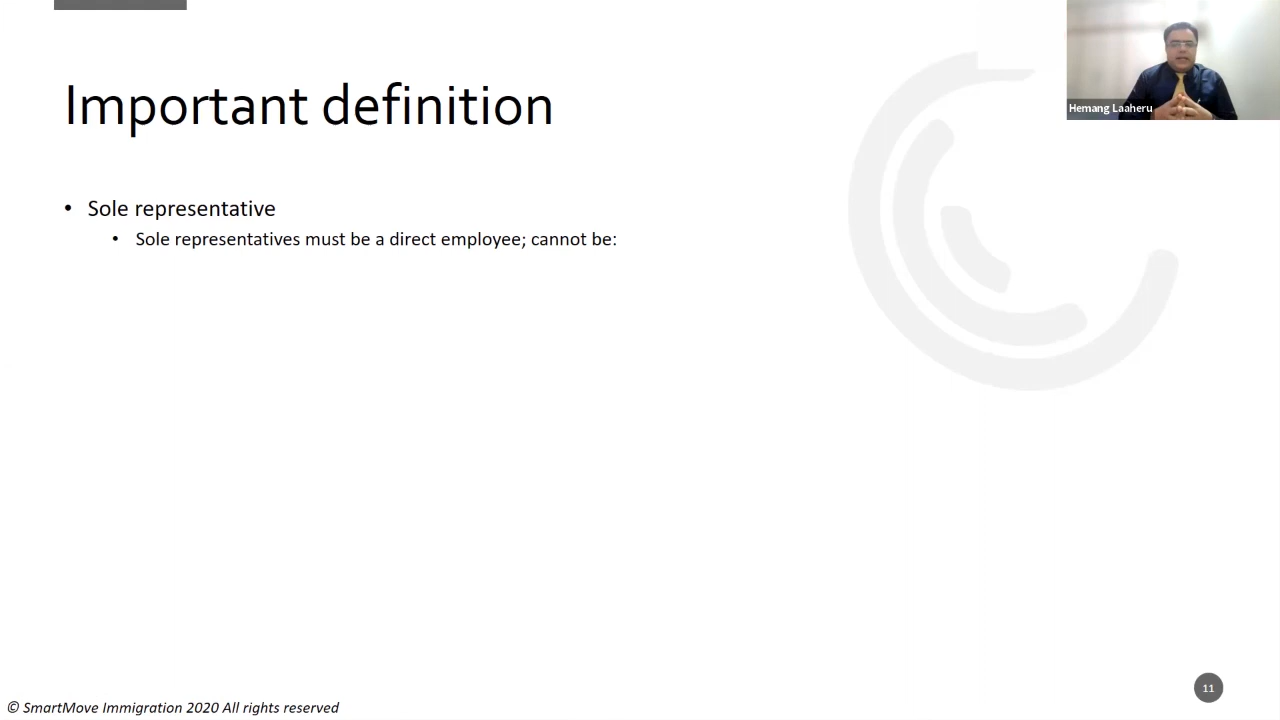 Important definition
Hemang Laaheru
• Sole representative
• Sole representatives must be a direct employee; cannot be:
11
© SmartMove Immigration 2020 All rights reserved